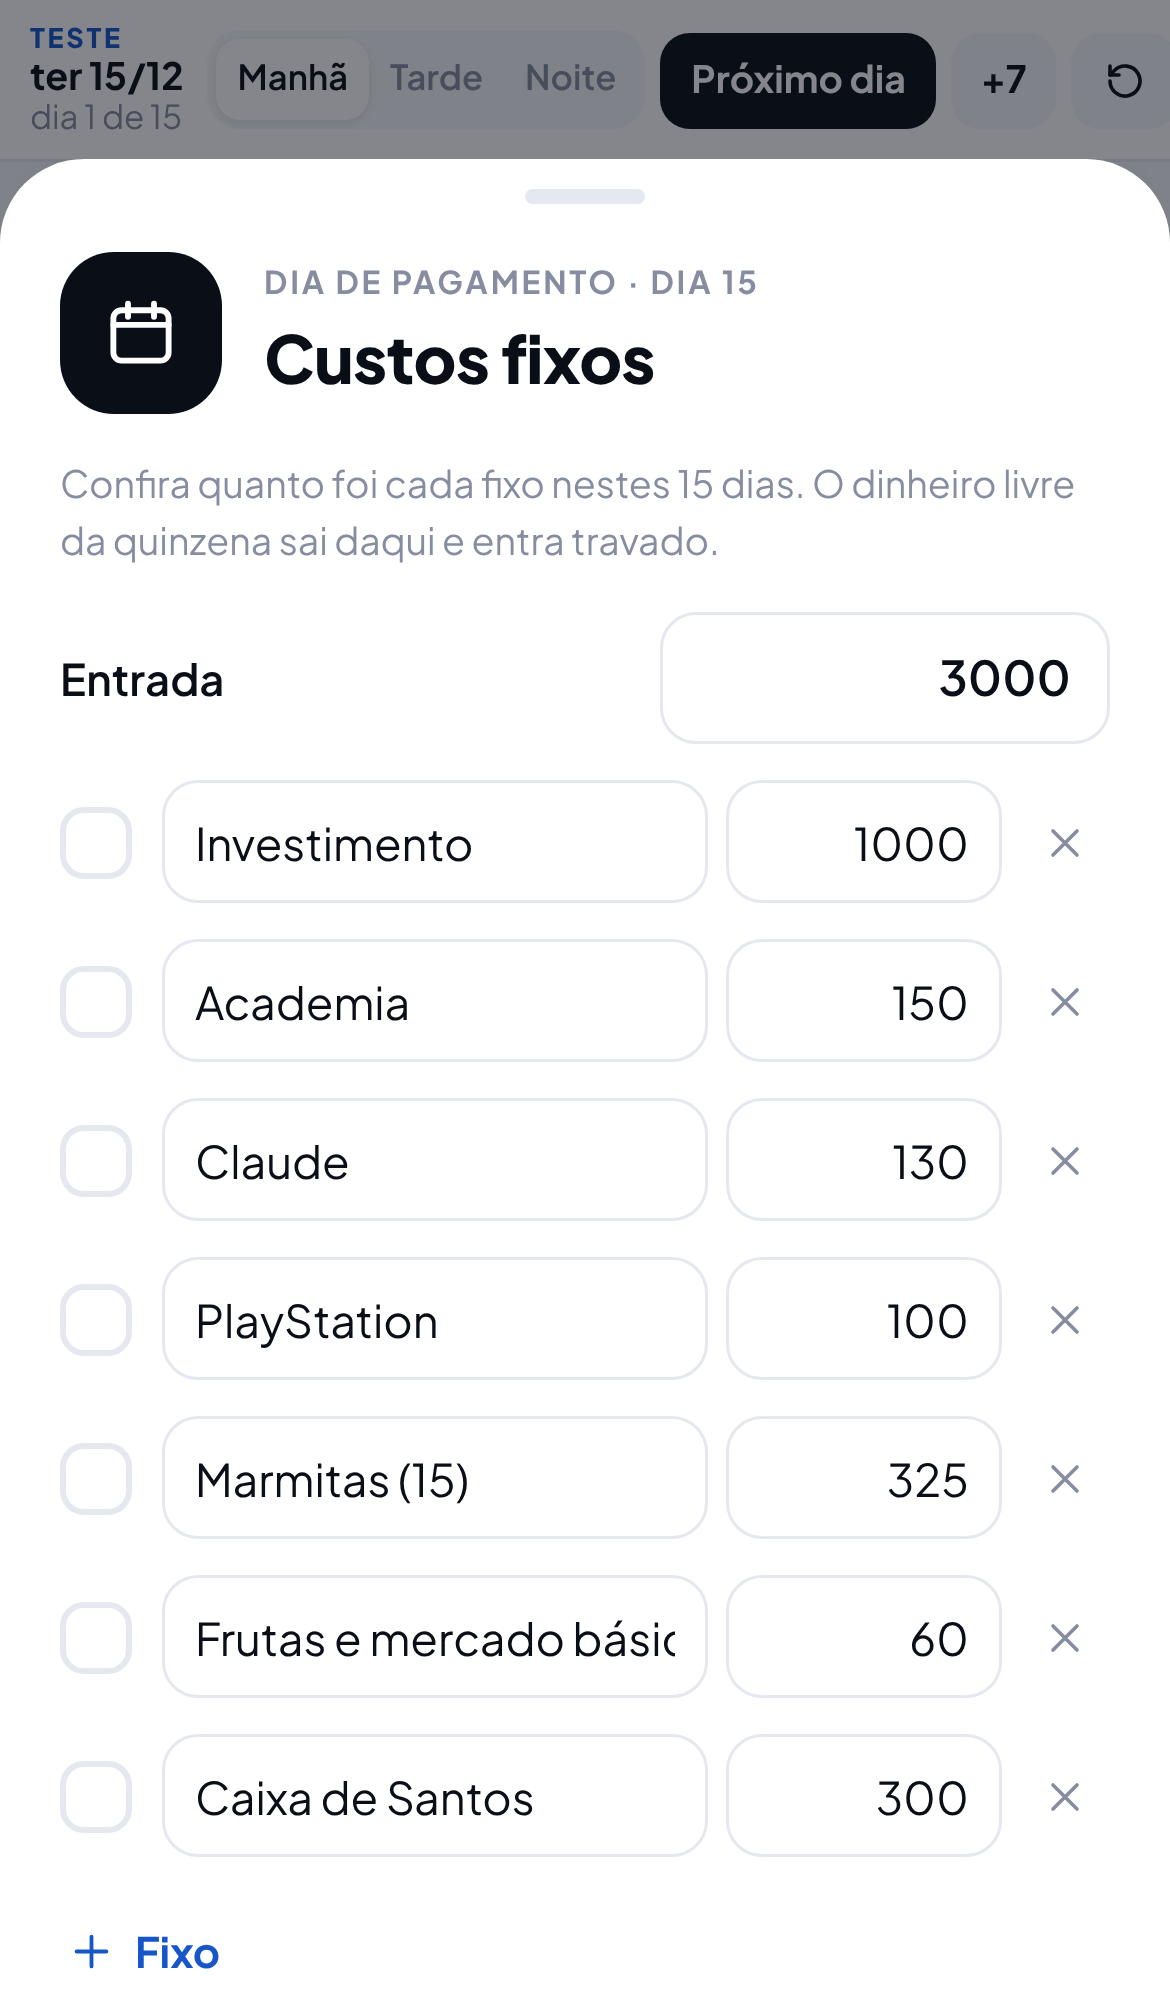 TESTE
ter 15/12
dia 1 de 15
Manhã
Tarde
Noite
Próximo dia
+7
DIA DE PAGAMENTO · DIA 15
Custos fixos
Confira quanto foi cada fixo nestes 15 dias. O dinheiro livre
da quinzena sai daqui e entra travado.
Entrada 3000
Investimento 1000
Academia 150
Claude 130
PlayStation 100
Marmitas (15) 325
Frutas e mercado básic 60
Caixa de Santos 300
+ Fixo